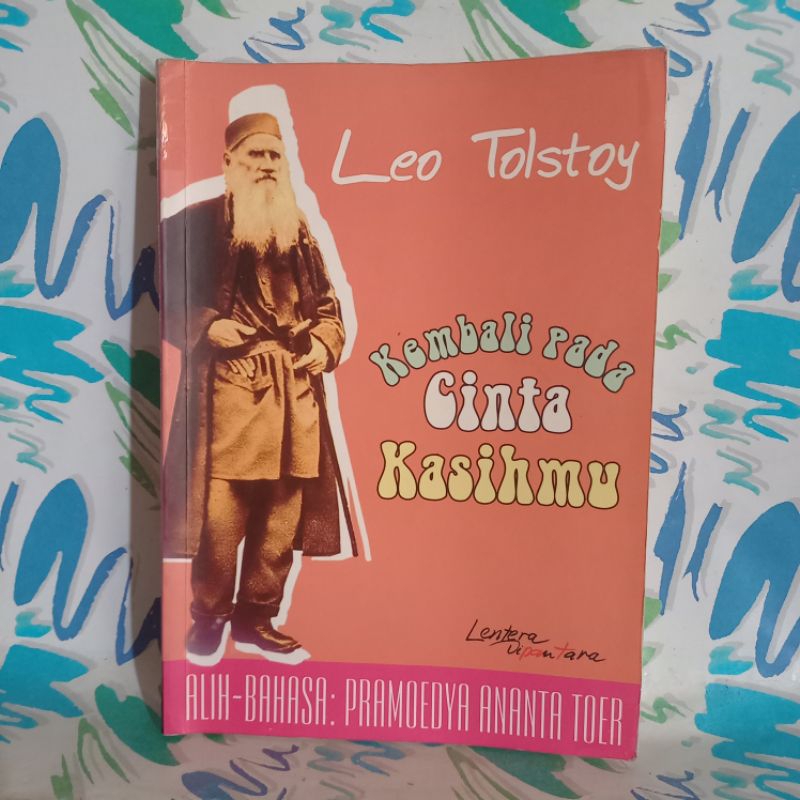 Leo Tolstoy
Kembali Pada
Cinta
Kasihmu
Lentera
Dipantara
ALIH-BAHASA: PRAMOEDYA ANANTA TOER